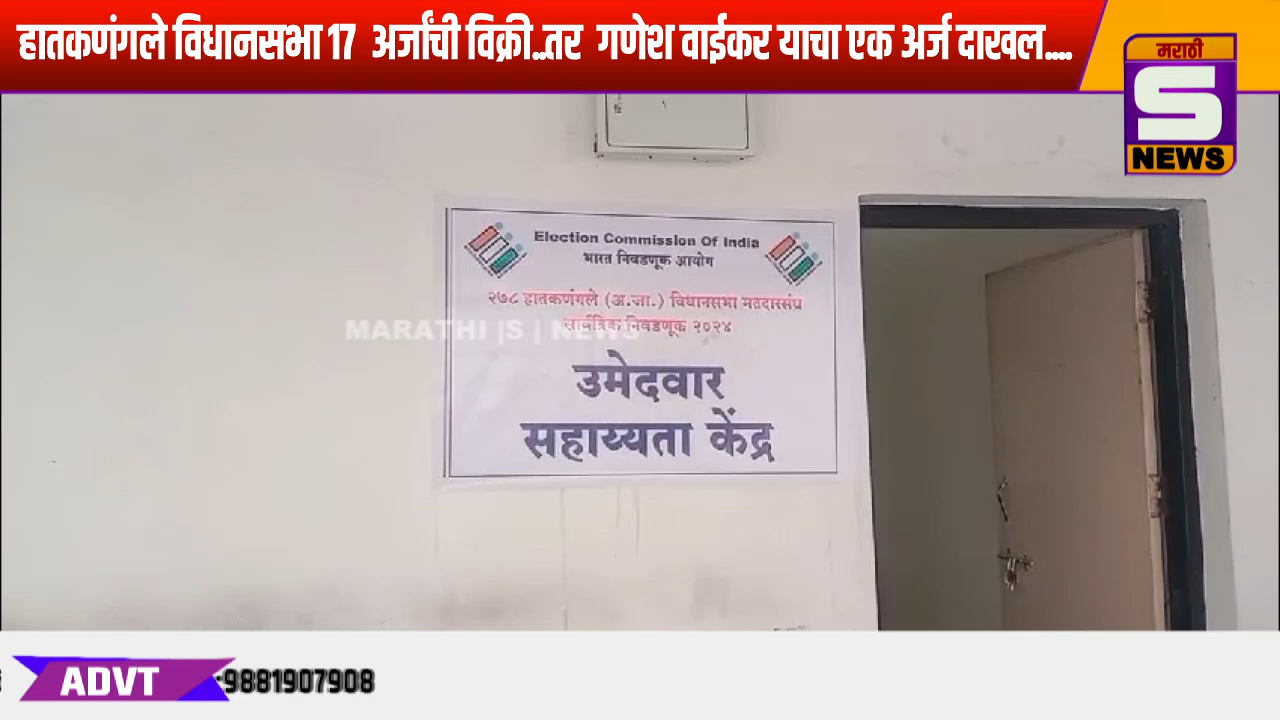 हातकणंगले विधानसभा 17 अर्जांची विक्री..तर गणेश वाईकर याचा एक अर्ज दाखल....
मराठी
S
NEWS
Election Commission Of India
भारत निवडणूक आयोग
२७८ हातकणंगले (अ.जा.) विधानसभा मतदारसंघ
सार्वत्रिक निवडणूक २०२४
MARATHI |S | NEWS
उमेदवार
सहाय्यता केंद्र
ADVT
-9881907908